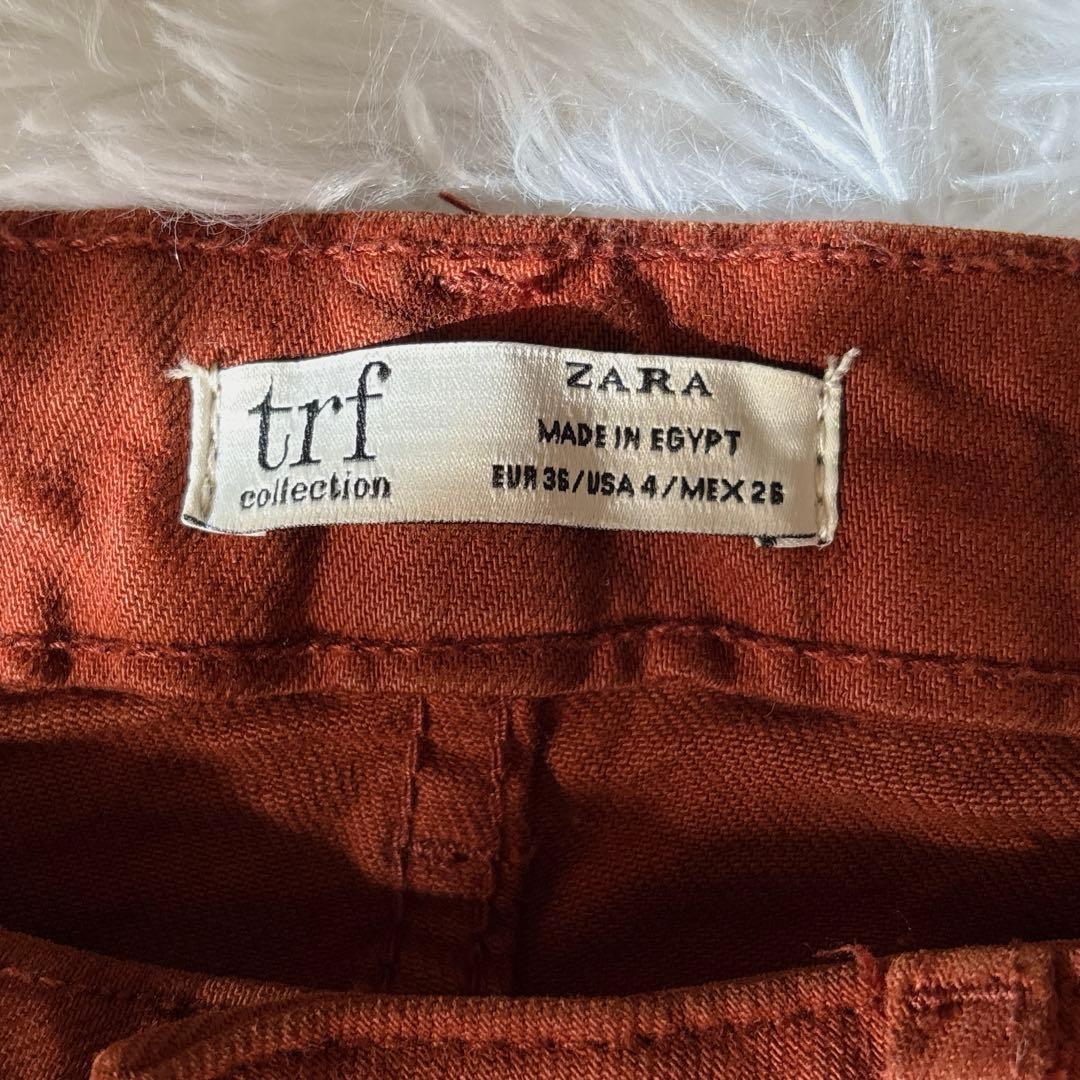 trf
collection
ZARA
MADE IN EGYPT
EUR 36/USA 4/MEX 26